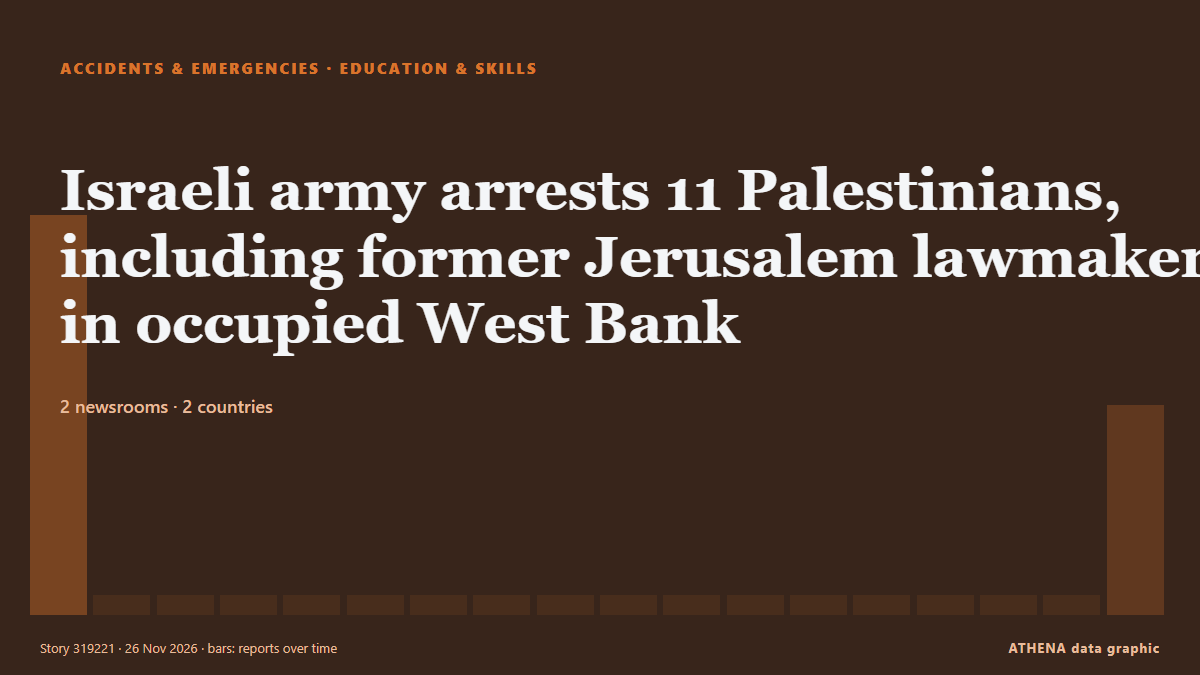 ACCIDENTS & EMERGENCIES · EDUCATION & SKILLS
Israeli army arrests 11 Palestinians,
including former Jerusalem lawmaker
in occupied West Bank
2 newsrooms · 2 countries
Story 319221 · 26 Nov 2026 · bars: reports over time
ATHENA data graphic